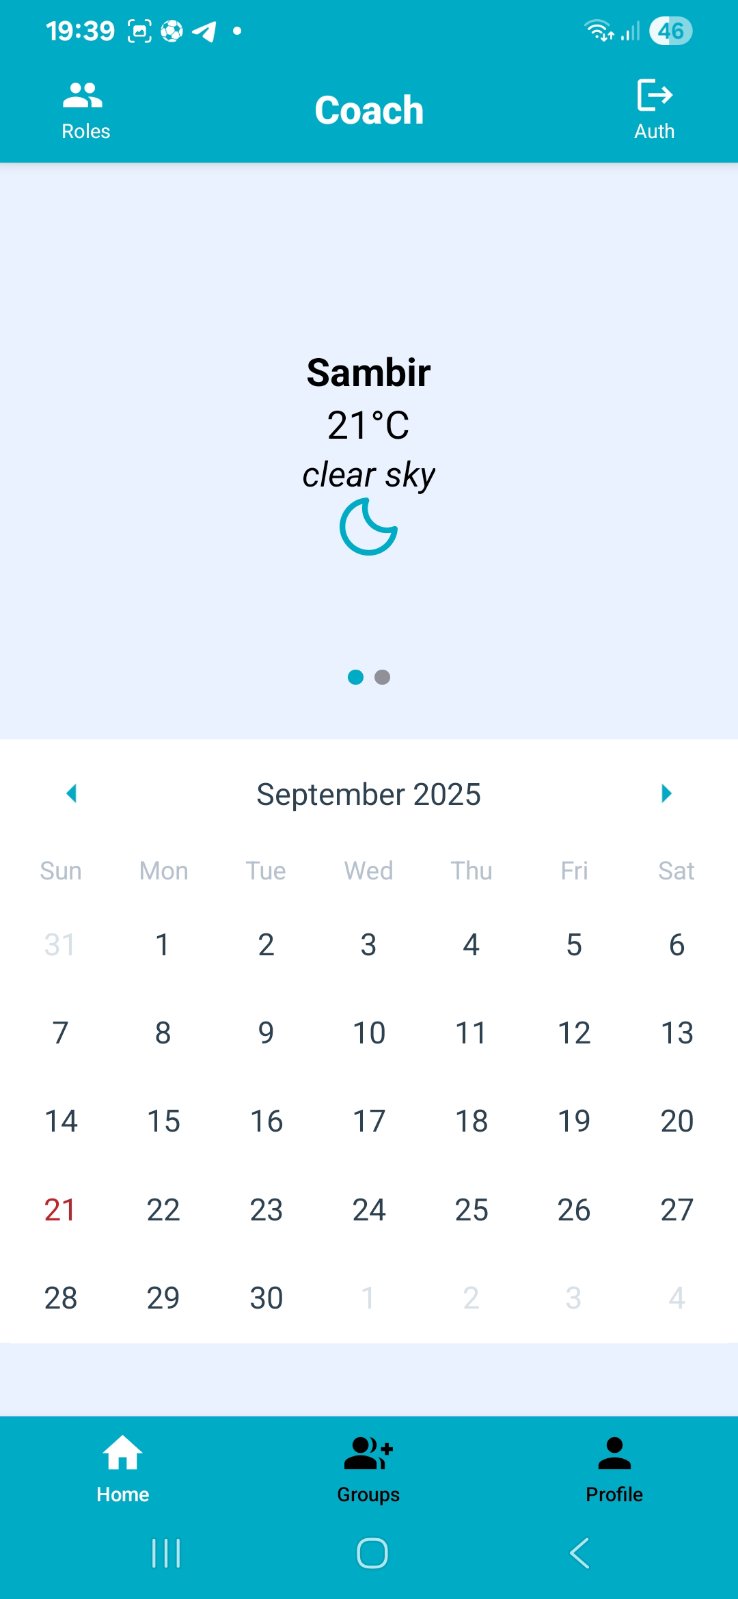 19:39
46
Roles
Coach
Auth
Sambir
21°C
clear sky
September 2025
Sun Mon Tue Wed Thu Fri Sat
31 1 2 3 4 5 6
7 8 9 10 11 12 13
14 15 16 17 18 19 20
21 22 23 24 25 26 27
28 29 30 1 2 3 4
Home
Groups
Profile